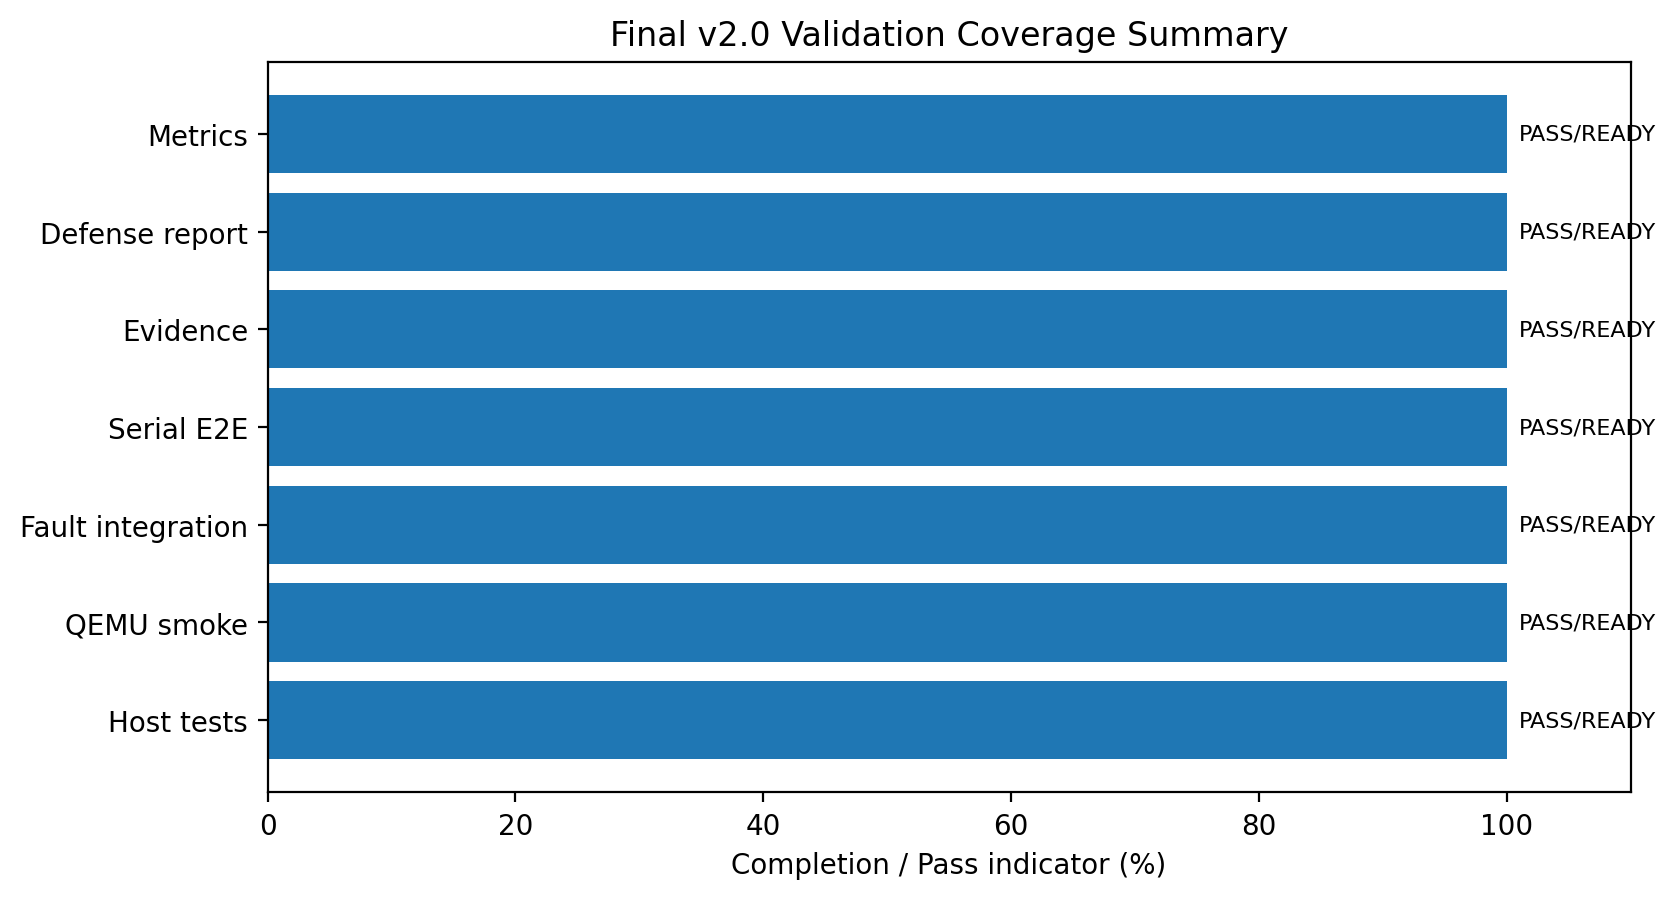 Final v2.0 Validation Coverage Summary
Metrics
PASS/READY
Defense report
PASS/READY
Evidence
PASS/READY
Serial E2E
PASS/READY
Fault integration
PASS/READY
QEMU smoke
PASS/READY
Host tests
PASS/READY
0 20 40 60 80 100
Completion / Pass indicator (%)